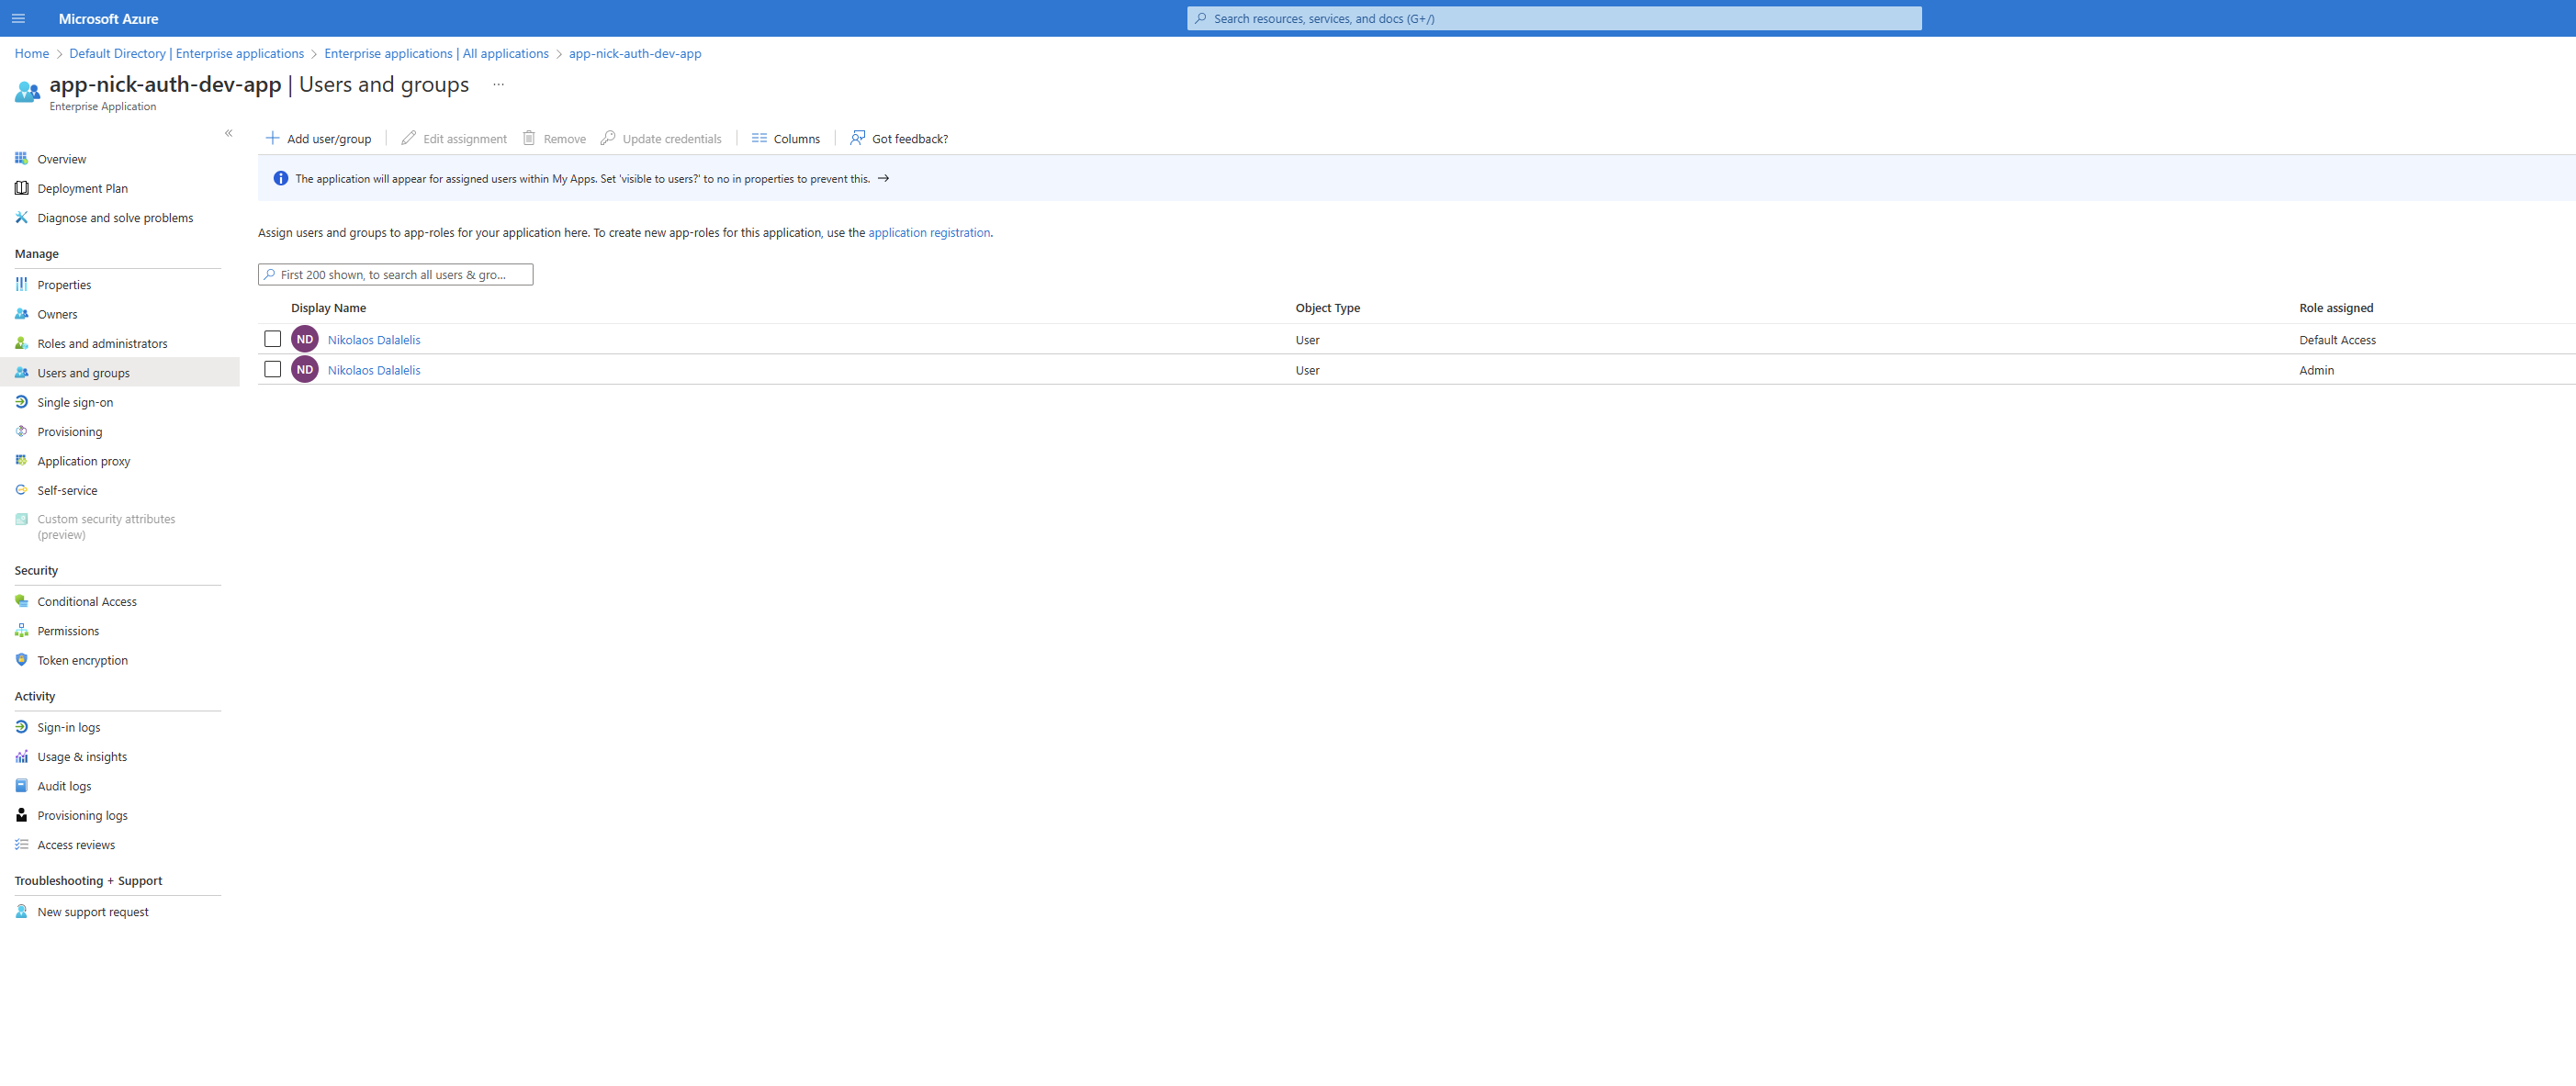 Microsoft Azure
Search resources, services, and docs (G+/)
Home > Default Directory | Enterprise applications > Enterprise applications | All applications > app-nick-auth-dev-app
app-nick-auth-dev-app | Users and groups ...
Enterprise Application
«
Overview
Deployment Plan
Diagnose and solve problems
Manage
Properties
Owners
Roles and administrators
Users and groups
Single sign-on
Provisioning
Application proxy
Self-service
Custom security attributes
(preview)
Security
Conditional Access
Permissions
Token encryption
Activity
Sign-in logs
Usage & insights
Audit logs
Provisioning logs
Access reviews
Troubleshooting + Support
New support request
Add user/group | Edit assignment Remove Update credentials | Columns | Got feedback?
The application will appear for assigned users within My Apps. Set 'visible to users?' to no in properties to prevent this. →
Assign users and groups to app-roles for your application here. To create new app-roles for this application, use the application registration.
First 200 shown, to search all users & gro...
Display Name Object Type Role assigned
ND Nikolaos Dalalelis User Default Access
ND Nikolaos Dalalelis User Admin